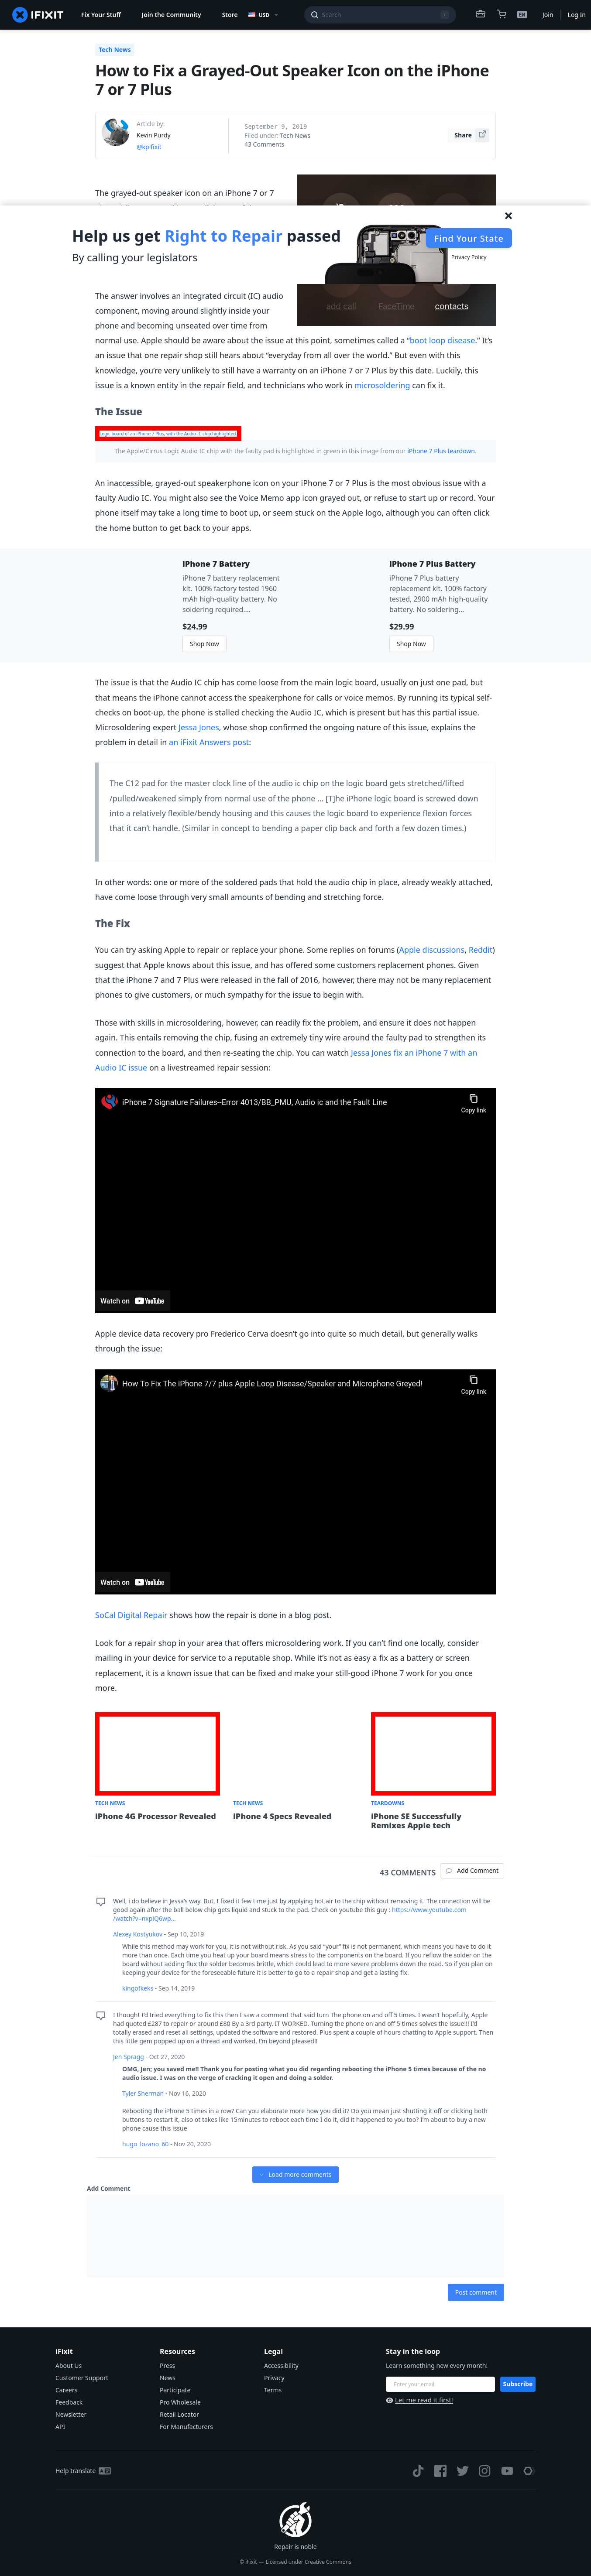 IFIXIT
Fix Your Stuff
Join the Community
Store
USD
Search
/
EN
Join
Log In
Tech News
How to Fix a Grayed-Out Speaker Icon on the iPhone
7 or 7 Plus
Article by:
Kevin Purdy
@kpifixit
September 9, 2019
Filed under: Tech News
43 Comments
Share
The grayed-out speaker icon on an iPhone 7 or 7
Help us get Right to Repair passed
By calling your legislators
Find Your State
Privacy Policy
add call
FaceTime
contacts
The answer involves an integrated circuit (IC) audio
component, moving around slightly inside your
phone and becoming unseated over time from
normal use. Apple should be aware about the issue at this point, sometimes called a “boot loop disease.” It’s
an issue that one repair shop still hears about “everyday from all over the world.” But even with this
knowledge, you’re very unlikely to still have a warranty on an iPhone 7 or 7 Plus by this date. Luckily, this
issue is a known entity in the repair field, and technicians who work in microsoldering can fix it.
The Issue
Logic board of an iPhone 7 Plus, with the Audio IC chip highlighted
The Apple/Cirrus Logic Audio IC chip with the faulty pad is highlighted in green in this image from our iPhone 7 Plus teardown.
An inaccessible, grayed-out speakerphone icon on your iPhone 7 or 7 Plus is the most obvious issue with a
faulty Audio IC. You might also see the Voice Memo app icon grayed out, or refuse to start up or record. Your
phone itself may take a long time to boot up, or seem stuck on the Apple logo, although you can often click
the home button to get back to your apps.
iPhone 7 Battery
iPhone 7 battery replacement
kit. 100% factory tested 1960
mAh high-quality battery. No
soldering required....
$24.99
Shop Now
iPhone 7 Plus Battery
iPhone 7 Plus battery
replacement kit. 100% factory
tested, 2900 mAh high-quality
battery. No soldering...
$29.99
Shop Now
The issue is that the Audio IC chip has come loose from the main logic board, usually on just one pad, but
that means the iPhone cannot access the speakerphone for calls or voice memos. By running its typical self-
checks on boot-up, the phone is stalled checking the Audio IC, which is present but has this partial issue.
Microsoldering expert Jessa Jones, whose shop confirmed the ongoing nature of this issue, explains the
problem in detail in an iFixit Answers post:
The C12 pad for the master clock line of the audio ic chip on the logic board gets stretched/lifted
/pulled/weakened simply from normal use of the phone … [T]he iPhone logic board is screwed down
into a relatively flexible/bendy housing and this causes the logic board to experience flexion forces
that it can’t handle. (Similar in concept to bending a paper clip back and forth a few dozen times.)
In other words: one or more of the soldered pads that hold the audio chip in place, already weakly attached,
have come loose through very small amounts of bending and stretching force.
The Fix
You can try asking Apple to repair or replace your phone. Some replies on forums (Apple discussions, Reddit)
suggest that Apple knows about this issue, and has offered some customers replacement phones. Given
that the iPhone 7 and 7 Plus were released in the fall of 2016, however, there may not be many replacement
phones to give customers, or much sympathy for the issue to begin with.
Those with skills in microsoldering, however, can readily fix the problem, and ensure it does not happen
again. This entails removing the chip, fusing an extremely tiny wire around the faulty pad to strengthen its
connection to the board, and then re-seating the chip. You can watch Jessa Jones fix an iPhone 7 with an
Audio IC issue on a livestreamed repair session:
iPhone 7 Signature Failures--Error 4013/BB_PMU, Audio ic and the Fault Line
Copy link
Watch on YouTube
Apple device data recovery pro Frederico Cerva doesn’t go into quite so much detail, but generally walks
through the issue:
How To Fix The iPhone 7/7 plus Apple Loop Disease/Speaker and Microphone Greyed!
Copy link
Watch on YouTube
SoCal Digital Repair shows how the repair is done in a blog post.
Look for a repair shop in your area that offers microsoldering work. If you can’t find one locally, consider
mailing in your device for service to a reputable shop. While it’s not as easy a fix as a battery or screen
replacement, it is a known issue that can be fixed and make your still-good iPhone 7 work for you once
more.
TECH NEWS
iPhone 4G Processor Revealed
TECH NEWS
iPhone 4 Specs Revealed
TEARDOWNS
iPhone SE Successfully
Remixes Apple tech
43 COMMENTS
Add Comment
Well, i do believe in Jessa’s way. But, I fixed it few time just by applying hot air to the chip without removing it. The connection will be
good again after the ball below chip gets liquid and stuck to the pad. Check on youtube this guy : https://www.youtube.com
/watch?v=nxpiQ6wp...
Alexey Kostyukov - Sep 10, 2019
While this method may work for you, it is not without risk. As you said “your” fix is not permanent, which means you have to do it
more than once. Each time you heat up your board means stress to the components on the board. If you reflow the solder on the
board without adding flux the solder becomes brittle, which could lead to more severe problems down the road. So if you plan on
keeping your device for the foreseeable future it is better to go to a repair shop and get a lasting fix.
kingofkeks - Sep 14, 2019
I thought I’d tried everything to fix this then I saw a comment that said turn The phone on and off 5 times. I wasn’t hopefully, Apple
had quoted £287 to repair or around £80 By a 3rd party. IT WORKED. Turning the phone on and off 5 times solves the issue!!! I’d
totally erased and reset all settings, updated the software and restored. Plus spent a couple of hours chatting to Apple support. Then
this little gem popped up on a thread and worked, I’m beyond pleased!!
Jen Spragg - Oct 27, 2020
OMG, Jen; you saved me!! Thank you for posting what you did regarding rebooting the iPhone 5 times because of the no
audio issue. I was on the verge of cracking it open and doing a solder.
Tyler Sherman - Nov 16, 2020
Rebooting the iPhone 5 times in a row? Can you elaborate more how you did it? Do you mean just shutting it off or clicking both
buttons to restart it, also ot takes like 15minutes to reboot each time I do it, did it happened to you too? I’m about to buy a new
phone cause this issue
hugo_lozano_60 - Nov 20, 2020
Load more comments
Add Comment
Post comment
iFixit
About Us
Customer Support
Careers
Feedback
Newsletter
API
Resources
Press
News
Participate
Pro Wholesale
Retail Locator
For Manufacturers
Legal
Accessibility
Privacy
Terms
Stay in the loop
Learn something new every month!
Enter your email
Subscribe
Let me read it first!
Help translate
Repair is noble
© iFixit — Licensed under Creative Commons